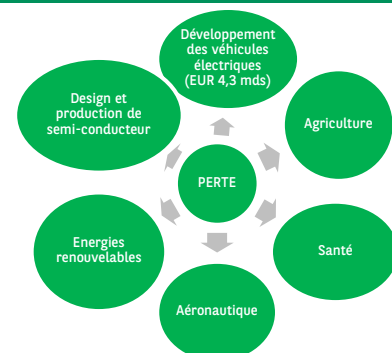 Développement
des véhicules
électriques
(EUR 4,3 mds)
Design et
production de
semi-conducteur
Agriculture
PERTE
Energies
renouvelables
Santé
Aéronautique